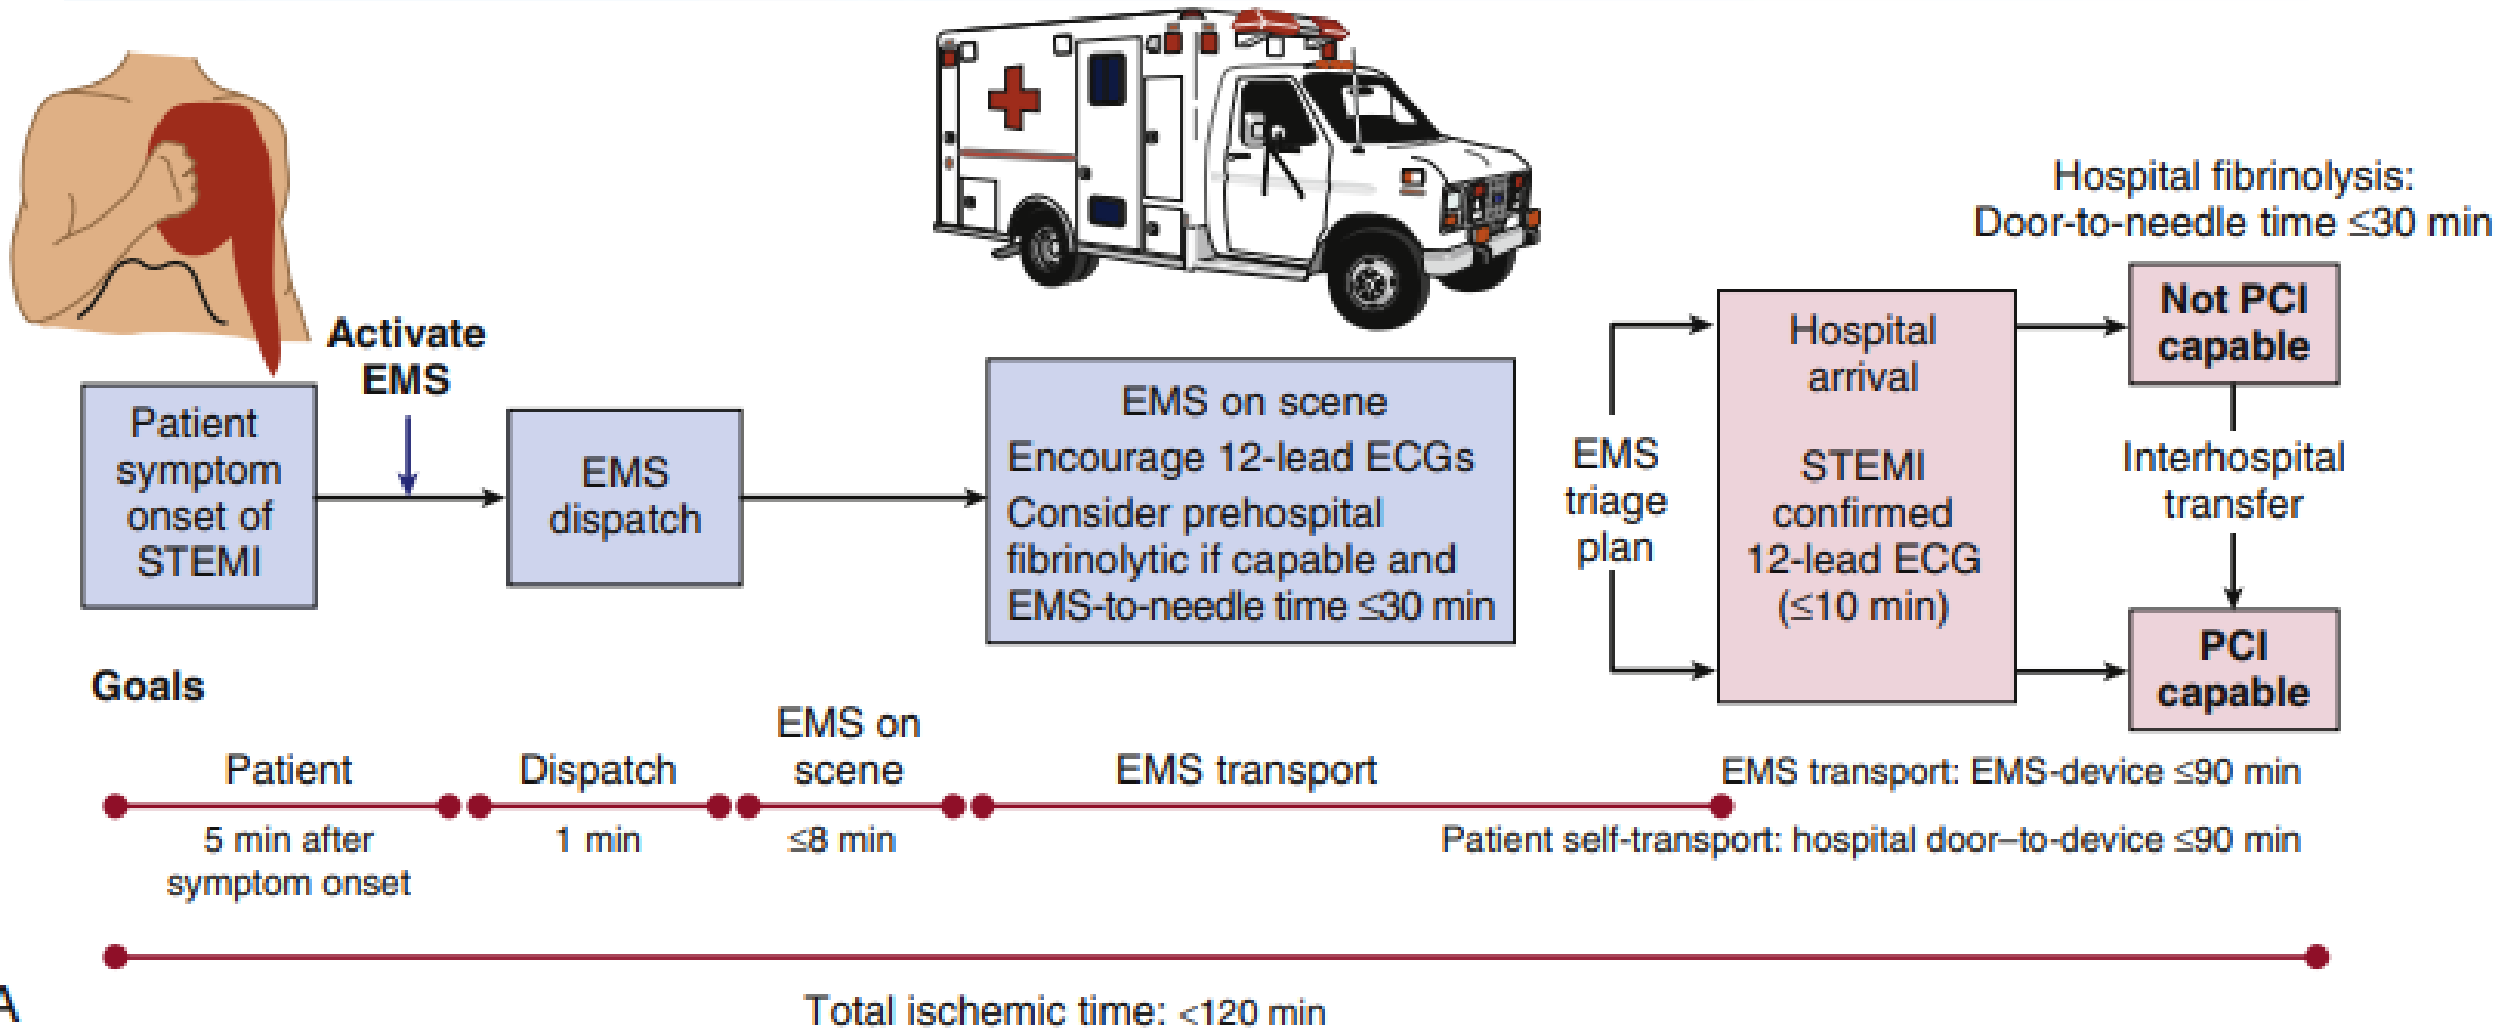 Hospital fibrinolysis:
Door-to-needle time ≤30 min
Activate
EMS
Patient
symptom
onset of
STEMI
EMS
dispatch
EMS on scene
Encourage 12-lead ECGs
Consider prehospital
fibrinolytic if capable and
EMS-to-needle time ≤30 min
EMS
triage
plan
Hospital
arrival
STEMI
confirmed
12-lead ECG
(≤10 min)
Not PCI
capable
Interhospital
transfer
PCI
capable
Goals
Patient
Dispatch
EMS on
scene
EMS transport
EMS transport: EMS-device ≤90 min
5 min after
symptom onset
1 min
≤8 min
Patient self-transport: hospital door–to-device ≤90 min
Total ischemic time: <120 min
A